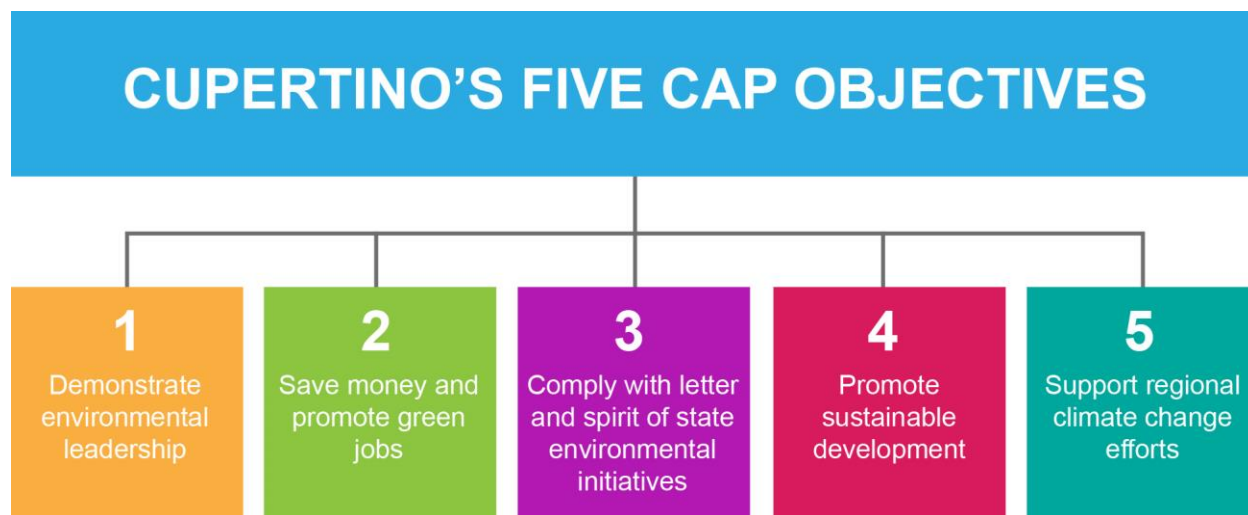 CUPERTINO'S FIVE CAP OBJECTIVES
1
Demonstrate
environmental
leadership
2
Save money and
promote green
jobs
3
Comply with letter
and spirit of state
environmental
initiatives
4
Promote
sustainable
development
5
Support regional
climate change
efforts